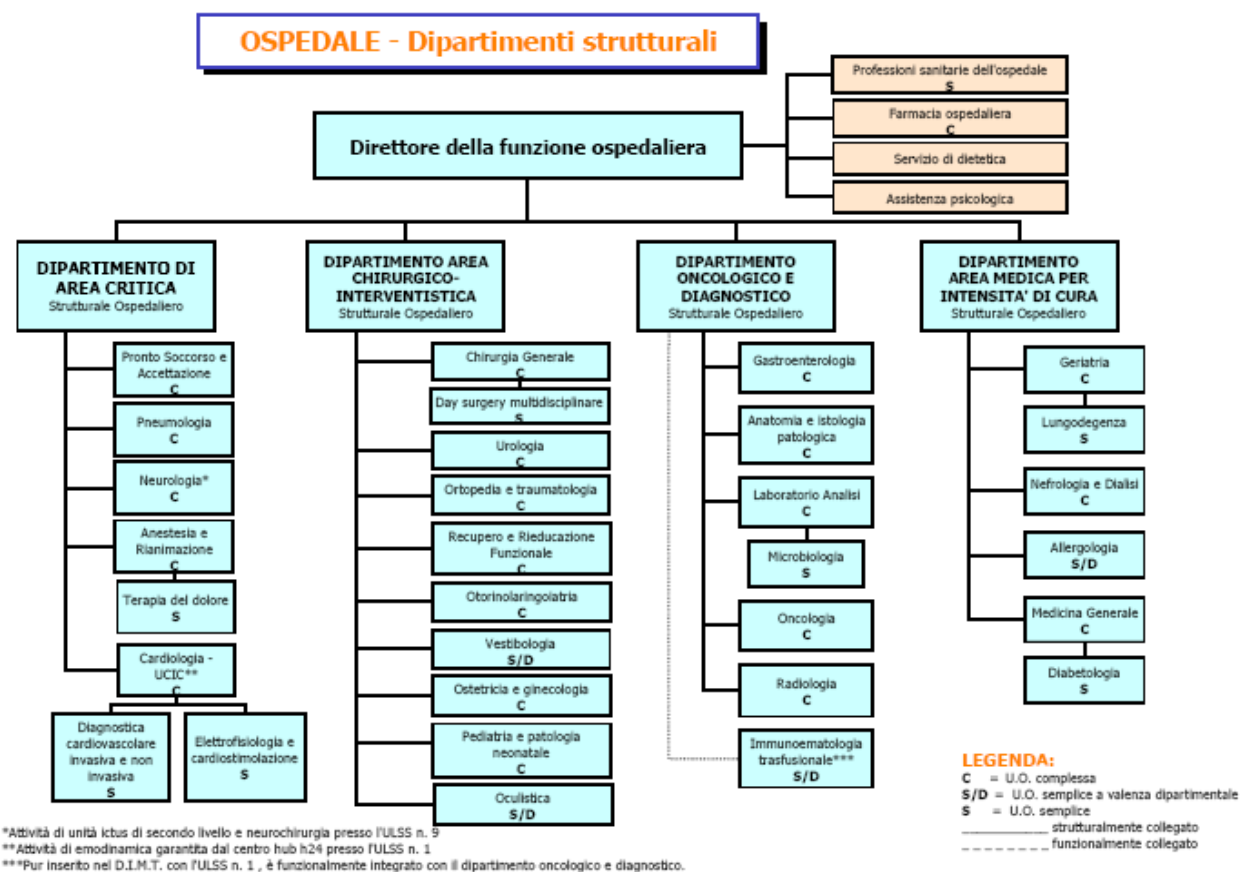 OSPEDALE - Dipartimenti strutturali
Professioni sanitarie dell'ospedale
S
Farmacia ospedaliera
C
Servizio di dietetica
Assistenza psicologica
Direttore della funzione ospedaliera
DIPARTIMENTO DI
AREA CRITICA
Strutturale Ospedaliero
Pronto Soccorso e
Accettazione
C
Pneumologia
C
Neurologia*
C
Anestesia e
Rianimazione
C
Terapia del dolore
S
Cardiologia -
UCIC**
C
Diagnostica
cardiovascolare
invasiva e non
invasiva
S
Elettrofisiologia e
cardiostimolazione
S
DIPARTIMENTO AREA
CHIRURGICO-
INTERVENTISTICA
Strutturale Ospedaliero
Chirurgia Generale
C
Day surgery multidisciplinare
S
Urologia
C
Ortopedia e traumatologia
C
Recupero e Rieducazione
Funzionale
C
Otorinolaringoiatria
C
Vestibologia
S/D
Ostetricia e ginecologia
C
Pediatria e patologia
neonatale
C
Oculistica
S/D
DIPARTIMENTO
ONCOLOGICO E
DIAGNOSTICO
Strutturale Ospedaliero
Gastroenterologia
C
Anatomia e istologia
patologica
C
Laboratorio Analisi
C
Microbiologia
S
Oncologia
C
Radiologia
C
Immunoematologia
trasfusionale***
S/D
DIPARTIMENTO
AREA MEDICA PER
INTENSITA' DI CURA
Strutturale Ospedaliero
Geriatria
C
Lungodegenza
S
Nefrologia e Dialisi
C
Allergologia
S/D
Medicina Generale
C
Diabetologia
S
LEGENDA:
C = U.O. complessa
S/D = U.O. semplice a valenza dipartimentale
S = U.O. semplice
strutturalmente collegato
funzionalmente collegato
*Attività di unità ictus di secondo livello e neurochirurgia presso l'ULSS n. 9
**Attività di emodinamica garantita dal centro hub h24 presso l'ULSS n. 1
***Pur inserito nel D.I.M.T. con l'ULSS n. 1 , è funzionalmente integrato con il dipartimento oncologico e diagnostico.